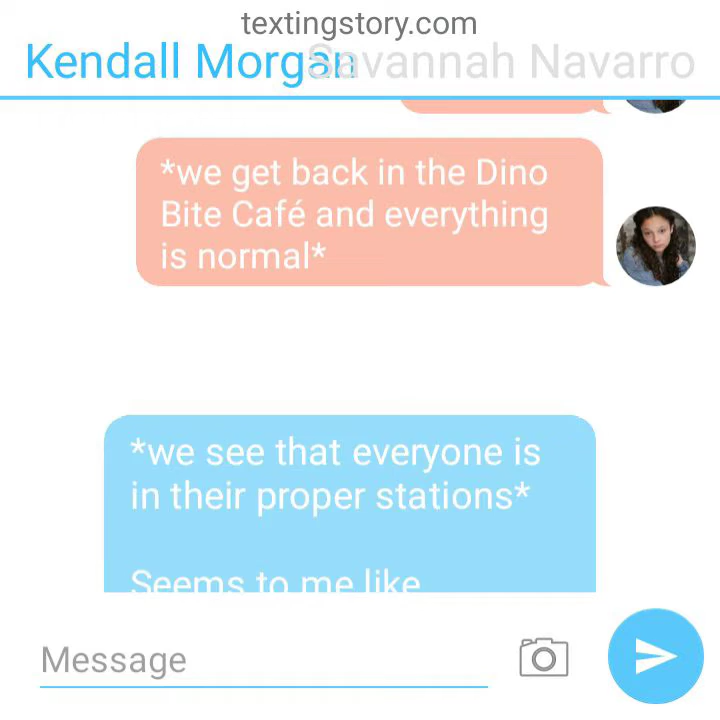 textingstory.com
Kendall Morgan Savannah Navarro
*we get back in the Dino
Bite Café and everything
is normal*
*we see that everyone is
in their proper stations*
Seems to me like
Message